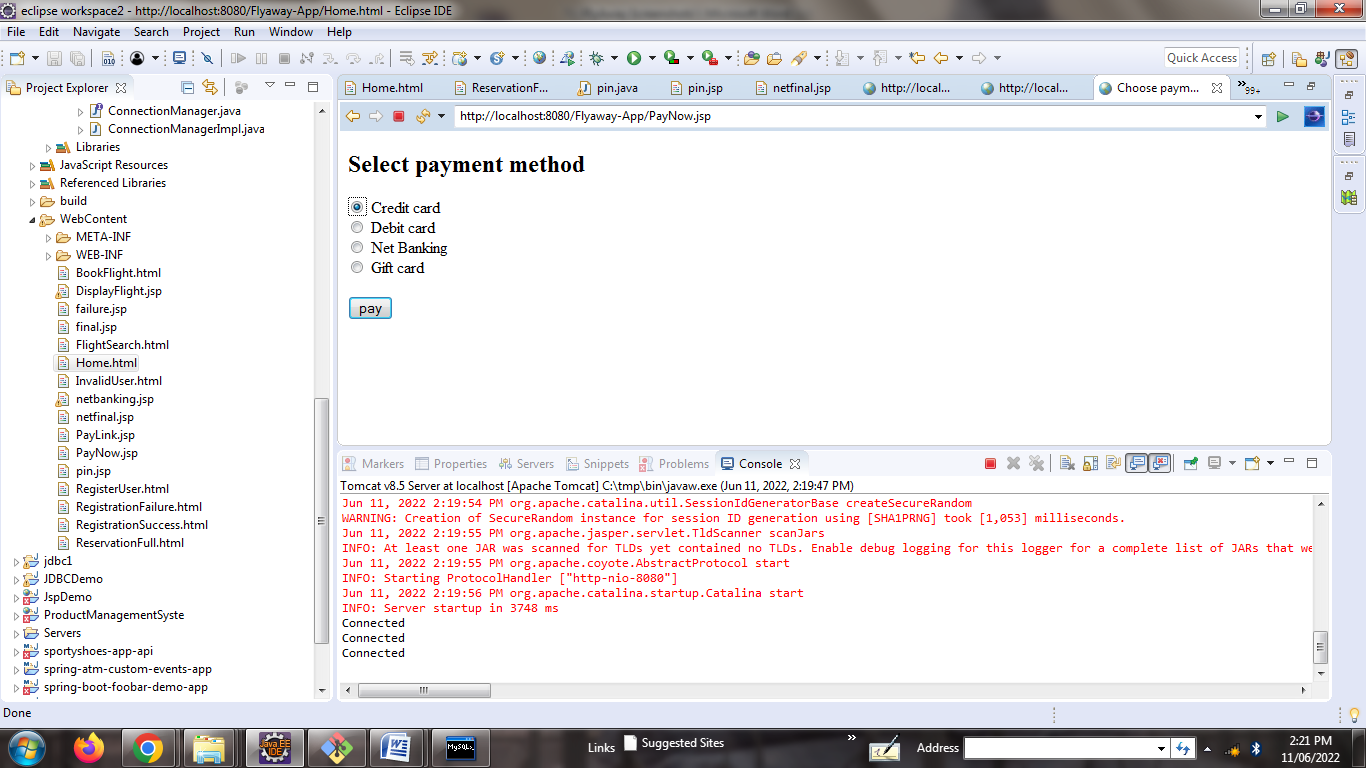 eclipse workspace2 - http://localhost:8080/Flyaway-App/Home.html - Eclipse IDE
File Edit Navigate Search Project Run Window Help
Quick Access
Project Explorer
ConnectionManager.java
ConnectionManagerImpl.java
Libraries
JavaScript Resources
Referenced Libraries
build
WebContent
META-INF
WEB-INF
BookFlight.html
DisplayFlight.jsp
failure.jsp
final.jsp
FlightSearch.html
Home.html
InvalidUser.html
netbanking.jsp
netfinal.jsp
PayLink.jsp
PayNow.jsp
pin.jsp
RegisterUser.html
RegistrationFailure.html
RegistrationSuccess.html
ReservationFull.html
jdbc1
JDBCDemo
JspDemo
ProductManagementSyste
Servers
sportyshoes-app-api
spring-atm-custom-events-app
spring-boot-foobar-demo-app
Home.html ReservationF... pin.java pin.jsp netfinal.jsp http://local... http://local... Choose paym... »99+
http://localhost:8080/Flyaway-App/PayNow.jsp
Select payment method
Credit card
Debit card
Net Banking
Gift card
pay
Markers Properties Servers Snippets Problems Console
Tomcat v8.5 Server at localhost [Apache Tomcat] C:\tmp\bin\javaw.exe (Jun 11, 2022 2:19:47 PM)
Jun 11, 2022 2:19:54 PM org.apache.catalina.util.SessionIdGeneratorBase createSecureRandom
WARNING: Creation of SecureRandom instance for session ID generation using [SHA1PRNG] took [1,053] milliseconds.
Jun 11, 2022 2:19:55 PM org.apache.jasper.servlet.TldScanner scanJars
INFO: At least one JAR was scanned for TLDs yet contained no TLDs. Enable debug logging for this logger for a complete list of JARs that we
Jun 11, 2022 2:19:55 PM org.apache.coyote.AbstractProtocol start
INFO: Starting ProtocolHandler ["http-nio-8080"]
Jun 11, 2022 2:19:56 PM org.apache.catalina.startup.Catalina start
INFO: Server startup in 3748 ms
Connected
Connected
Connected
Done
Java EE IDE
MySQL
Links Suggested Sites » Address
2:21 PM
11/06/2022